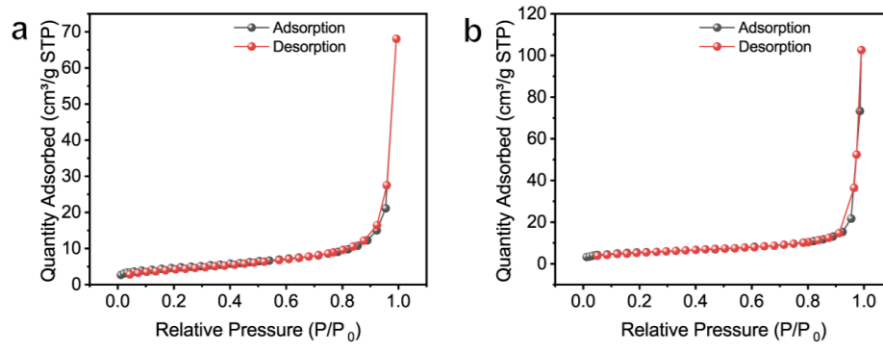 a
Adsorption
Desorption
Quantity Adsorbed (cm³/g STP)
70
60
50
40
30
20
10
0
0.0 0.2 0.4 0.6 0.8 1.0
Relative Pressure (P/P₀)
b
Adsorption
Desorption
Quantity Adsorbed (cm³/g STP)
120
100
80
60
40
20
0
0.0 0.2 0.4 0.6 0.8 1.0
Relative Pressure (P/P₀)